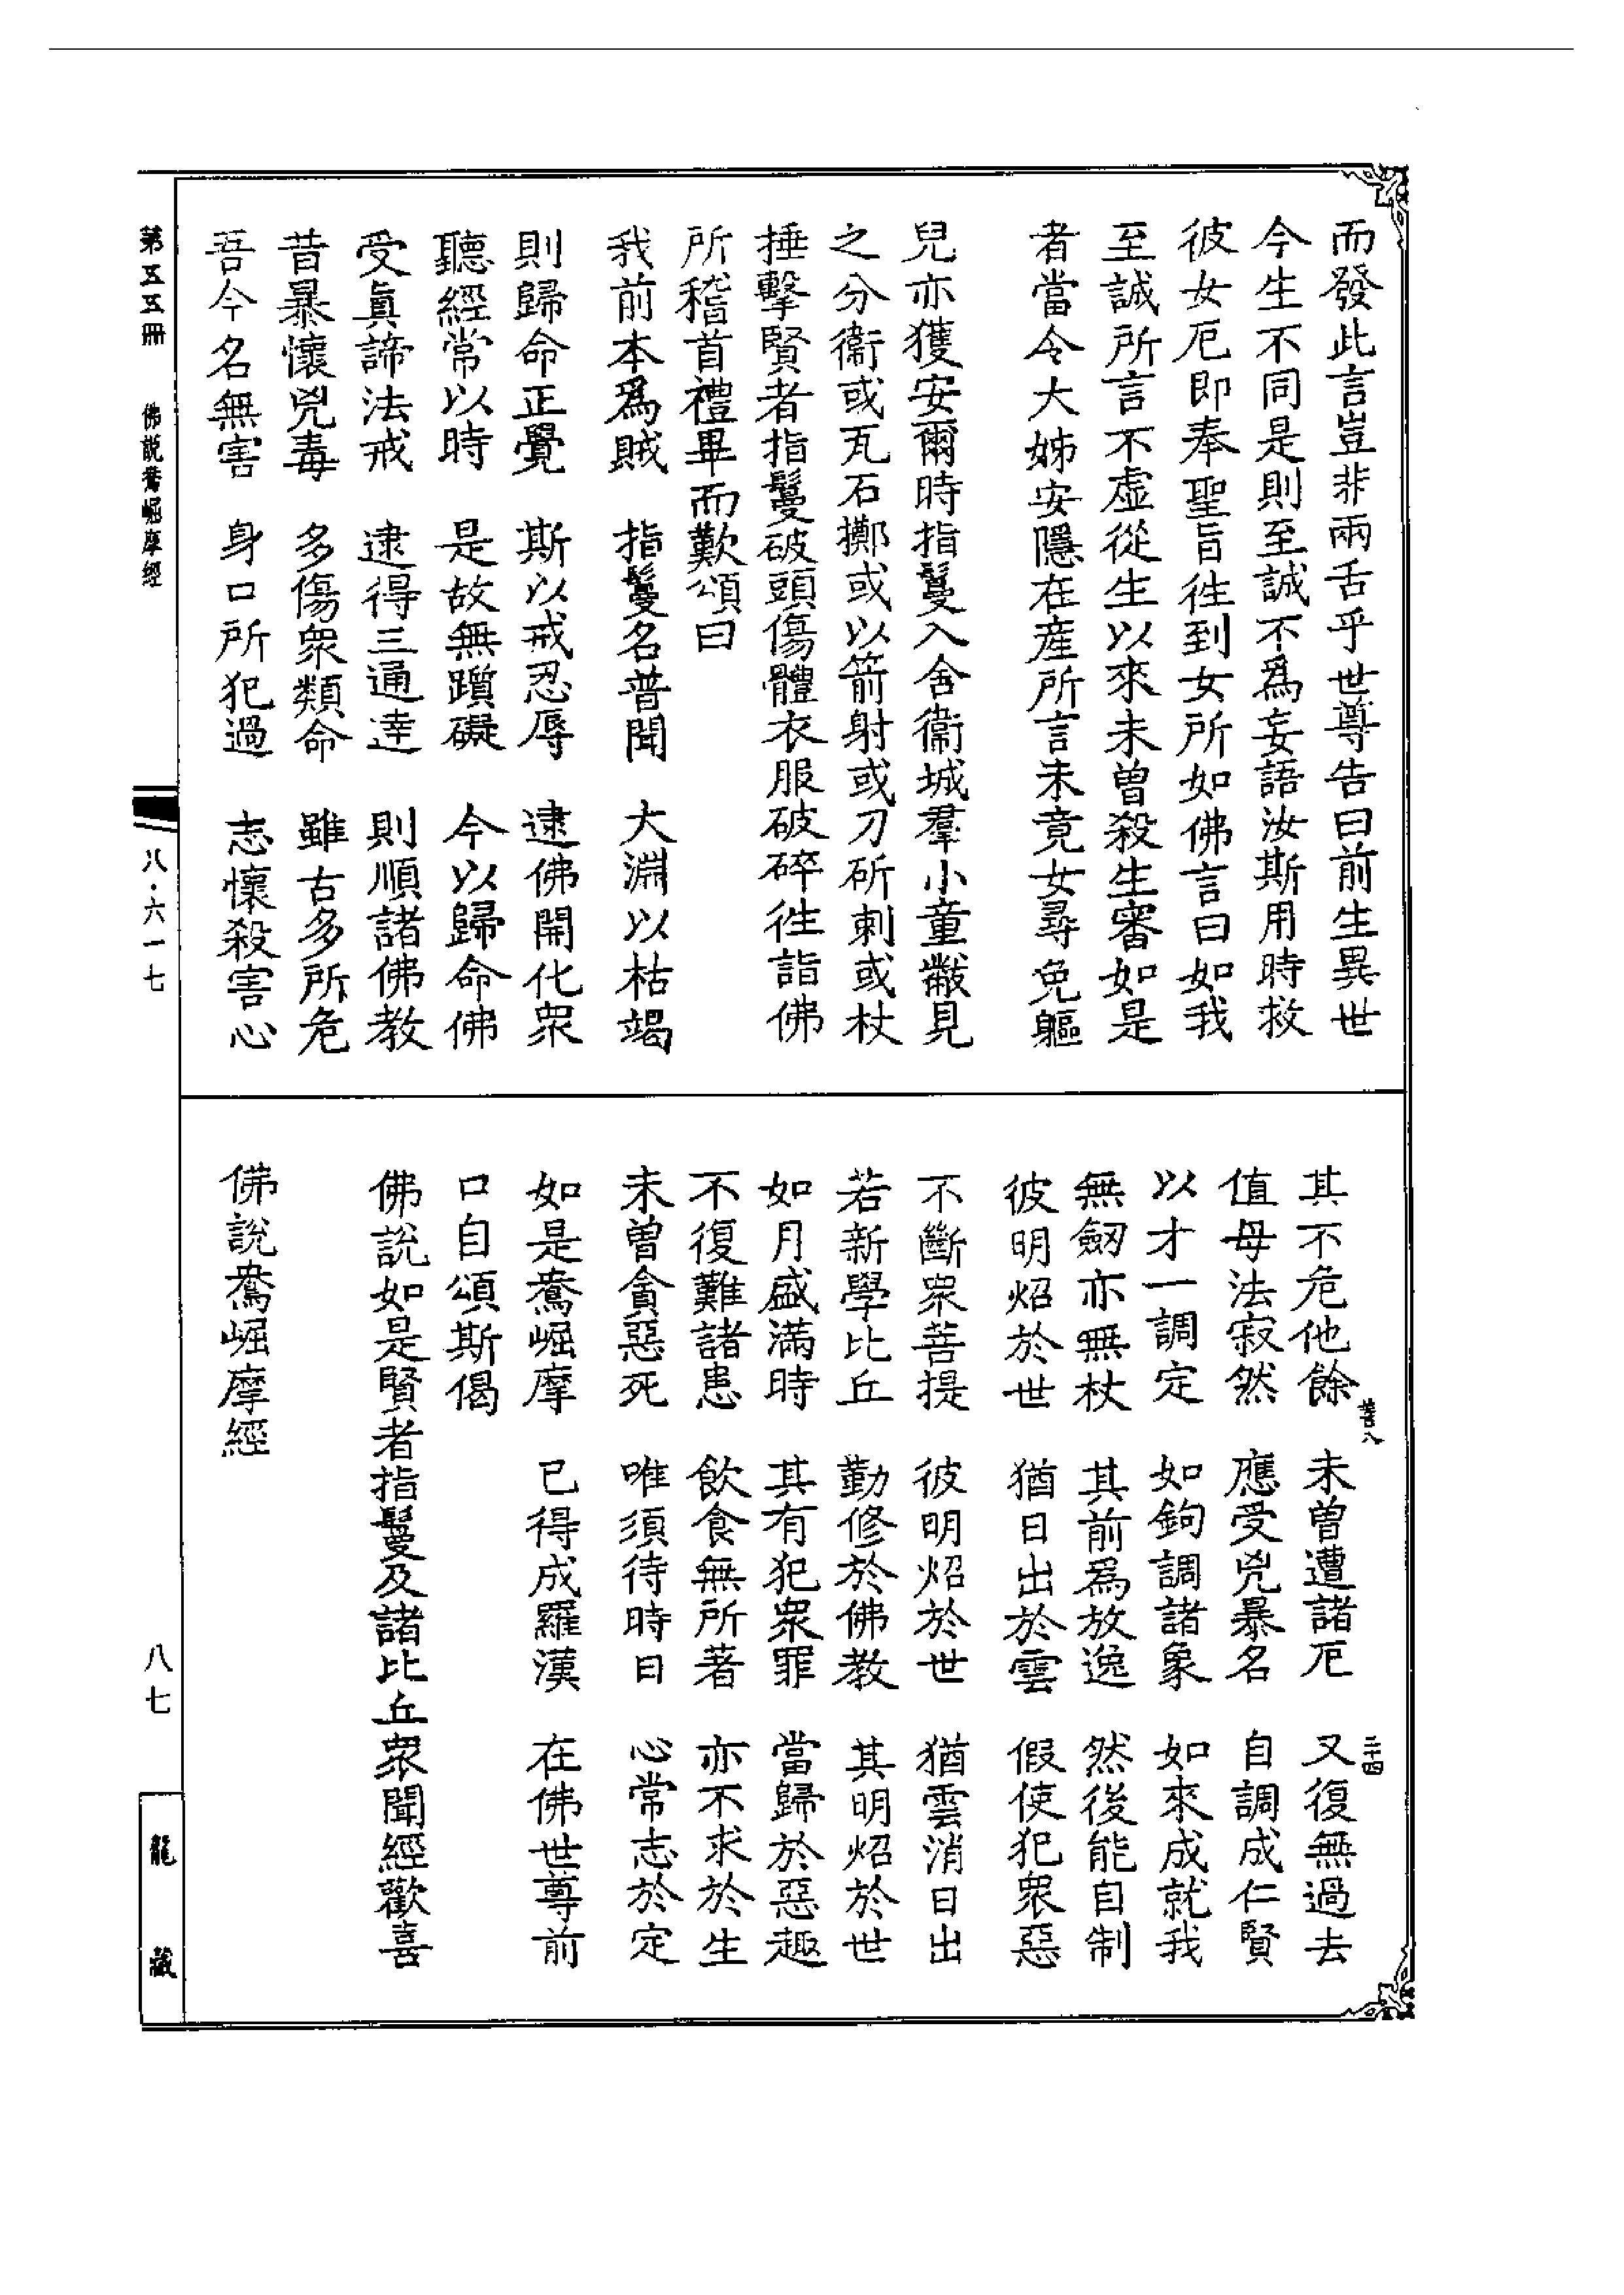 而發此言豈非兩舌乎世尊告曰前生異世
今生不同是則至誠不爲妄語汝斯用時救
彼女厄即奉聖旨往到女所如佛言曰如我
至誠所言不虛從生以來未曾殺生審如是
者當令大姊安隱在產所言未竟女尋免軀
兒亦獲安爾時指鬘入舍衞城羣小童黻見
之分衞或瓦石擲或以箭射或刀斫刺或杖
捶擊賢者指鬘破頭傷體衣服破碎往詣佛
所稽首禮畢而歎頌曰
我前本爲賊　指鬘名普聞　大淵以枯竭
則歸命正覺　斯以戒忍辱　逮佛開化眾
聽經常以時　是故無躓礙　今以歸命佛
受眞諦法戒　逮得三通達　則順諸佛教
昔暴懷兇毒　多傷眾類命　雖古多所危
吾今名無害　身口所犯過　志懷殺害心
其不危他餘　未曾遭諸厄　又復無過去
值母法寂然　應受兇暴名　自調成仁賢
以才一調定　如鉤調諸象　如來成就我
無劒亦無杖　其前爲放逸　然後能自制
彼明炤於世　猶日出於雲　假使犯眾惡
不斷眾菩提　彼明炤於世　猶雲消日出
若新學比丘　勤修於佛教　其明炤於世
如月盛滿時　其有犯眾罪　當歸於惡趣
不復難諸患　飲食無所著　亦不求於生
未曾貪惡死　唯須待時日　心常志於定
如是鴦崛摩　已得成羅漢　在佛世尊前
口自頌斯偈
佛說如是賢者指鬘及諸比丘眾聞經歡喜
佛說鴦崛摩經
二十四
第五五冊　佛説鴦崛摩經
八·六一七
八七
龍藏